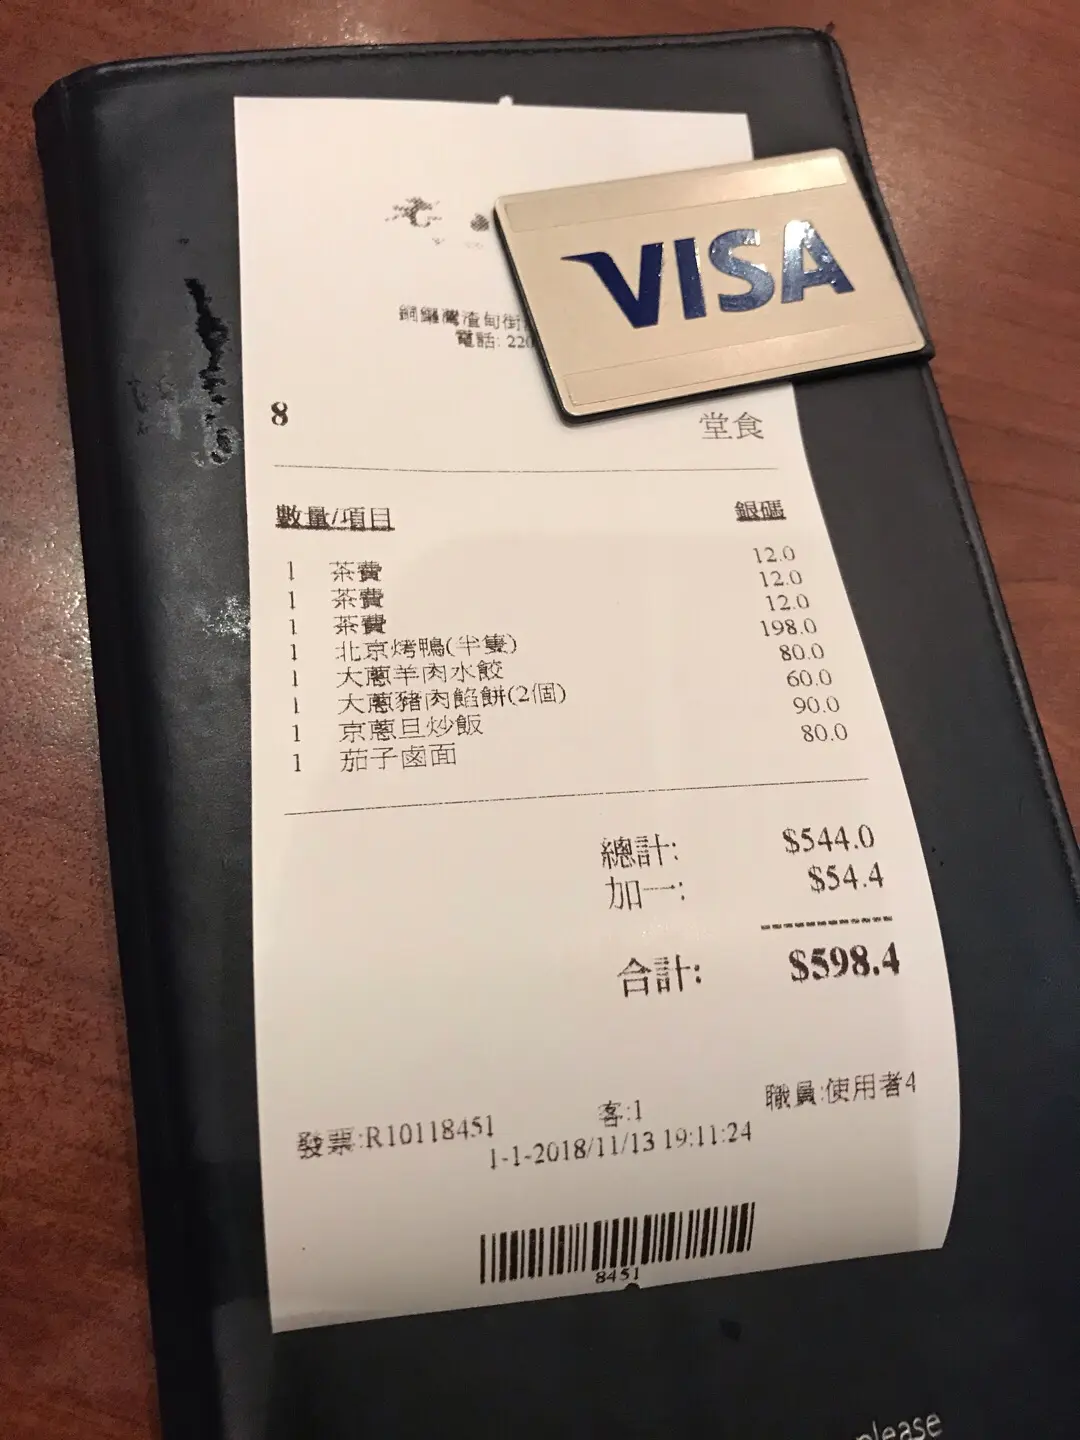 老
VISA
銅鑼灣渣甸街
電話: 220
8
堂食
數量/項目 銀碼
1 茶費 12.0
1 茶費 12.0
1 茶費 12.0
1 北京烤鴨(半隻) 198.0
1 大蔥羊肉水餃 80.0
1 大蔥豬肉餡餅(2個) 60.0
1 京蔥旦炒飯 90.0
1 茄子鹵面 80.0
總計: $544.0
加一: $54.4
合計: $598.4
發票:R10118451 客:1 職員:使用者4
1-1-2018/11/13 19:11:24
8451
please